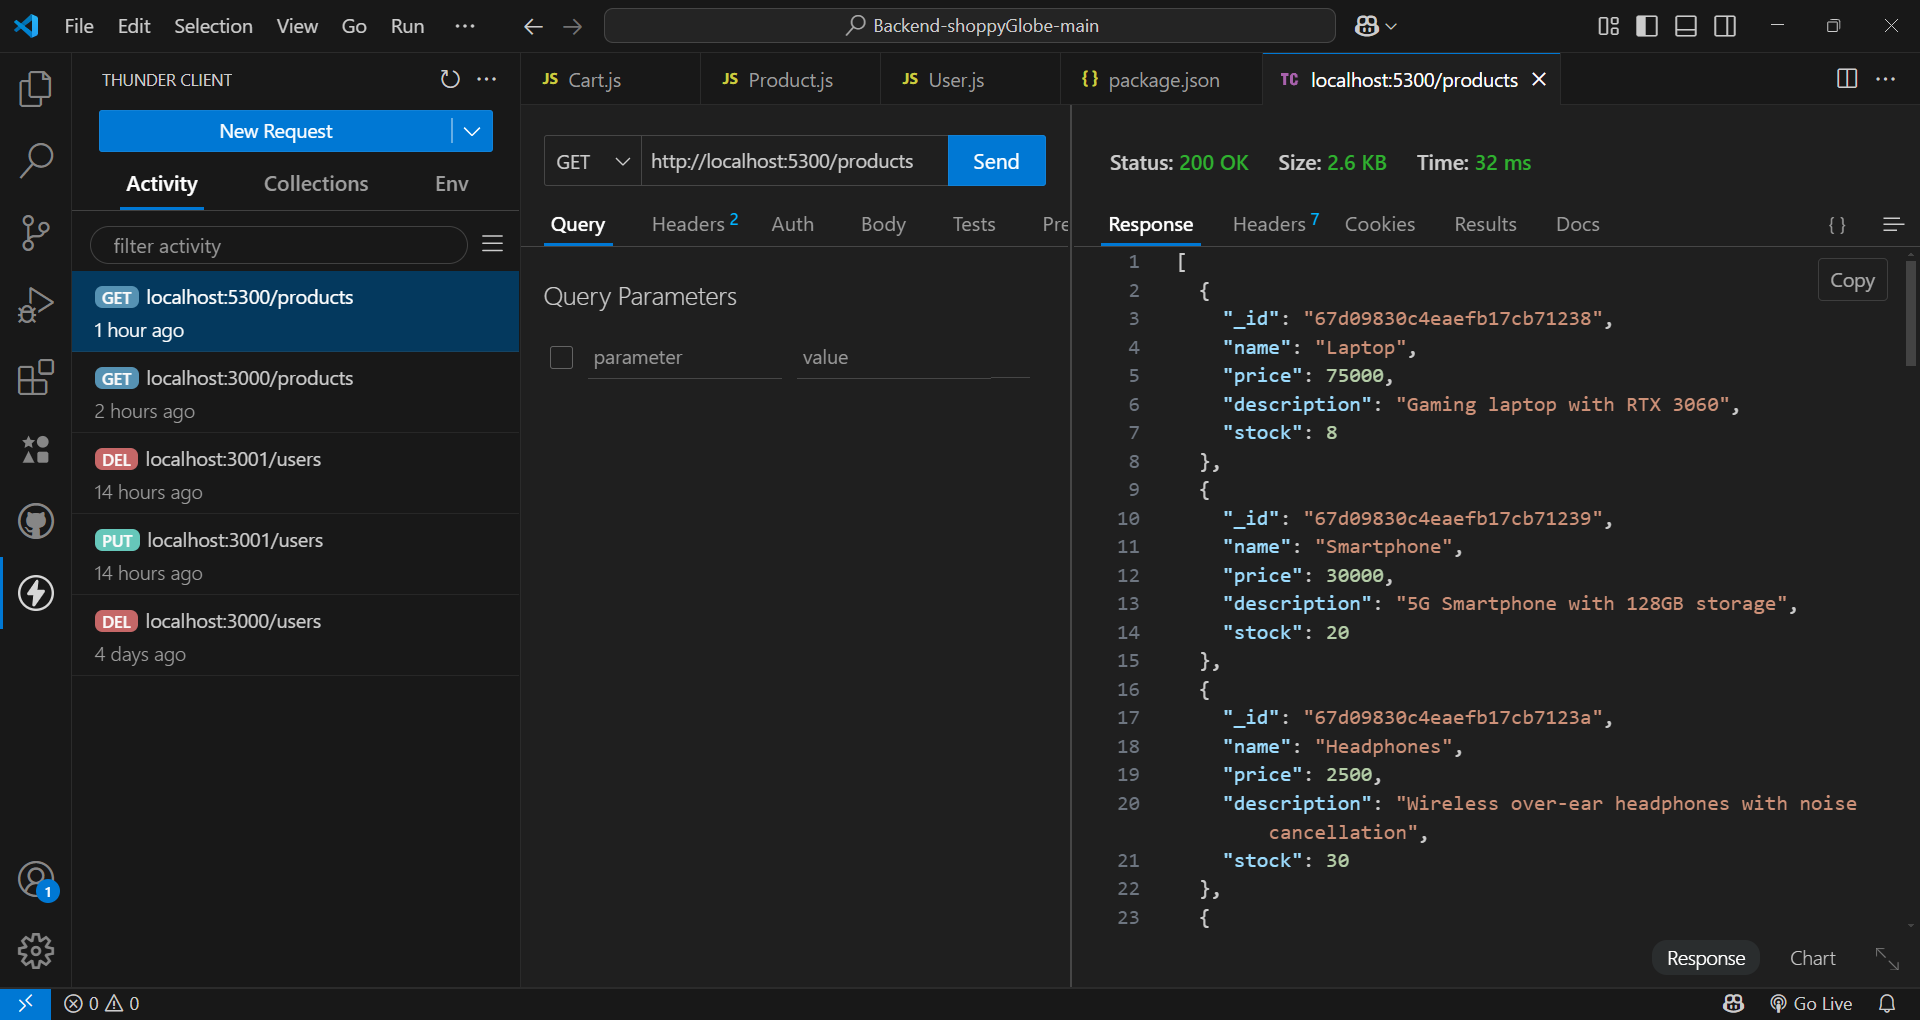 File Edit Selection View Go Run ··· Backend-shoppyGlobe-main
THUNDER CLIENT
New Request
Activity Collections Env
filter activity
GET localhost:5300/products
1 hour ago
GET localhost:3000/products
2 hours ago
DEL localhost:3001/users
14 hours ago
PUT localhost:3001/users
14 hours ago
DEL localhost:3000/users
4 days ago
1
JS Cart.js JS Product.js JS User.js {} package.json TC localhost:5300/products
GET http://localhost:5300/products Send
Query Headers 2 Auth Body Tests Pre
Query Parameters
parameter value
Status: 200 OK Size: 2.6 KB Time: 32 ms
Response Headers 7 Cookies Results Docs {}
Copy
1 [
2 {
3 "_id": "67d09830c4eaefb17cb71238",
4 "name": "Laptop",
5 "price": 75000,
6 "description": "Gaming laptop with RTX 3060",
7 "stock": 8
8 },
9 {
10 "_id": "67d09830c4eaefb17cb71239",
11 "name": "Smartphone",
12 "price": 30000,
13 "description": "5G Smartphone with 128GB storage",
14 "stock": 20
15 },
16 {
17 "_id": "67d09830c4eaefb17cb7123a",
18 "name": "Headphones",
19 "price": 2500,
20 "description": "Wireless over-ear headphones with noise
cancellation",
21 "stock": 30
22 },
23 {
Response Chart
0 0 Go Live